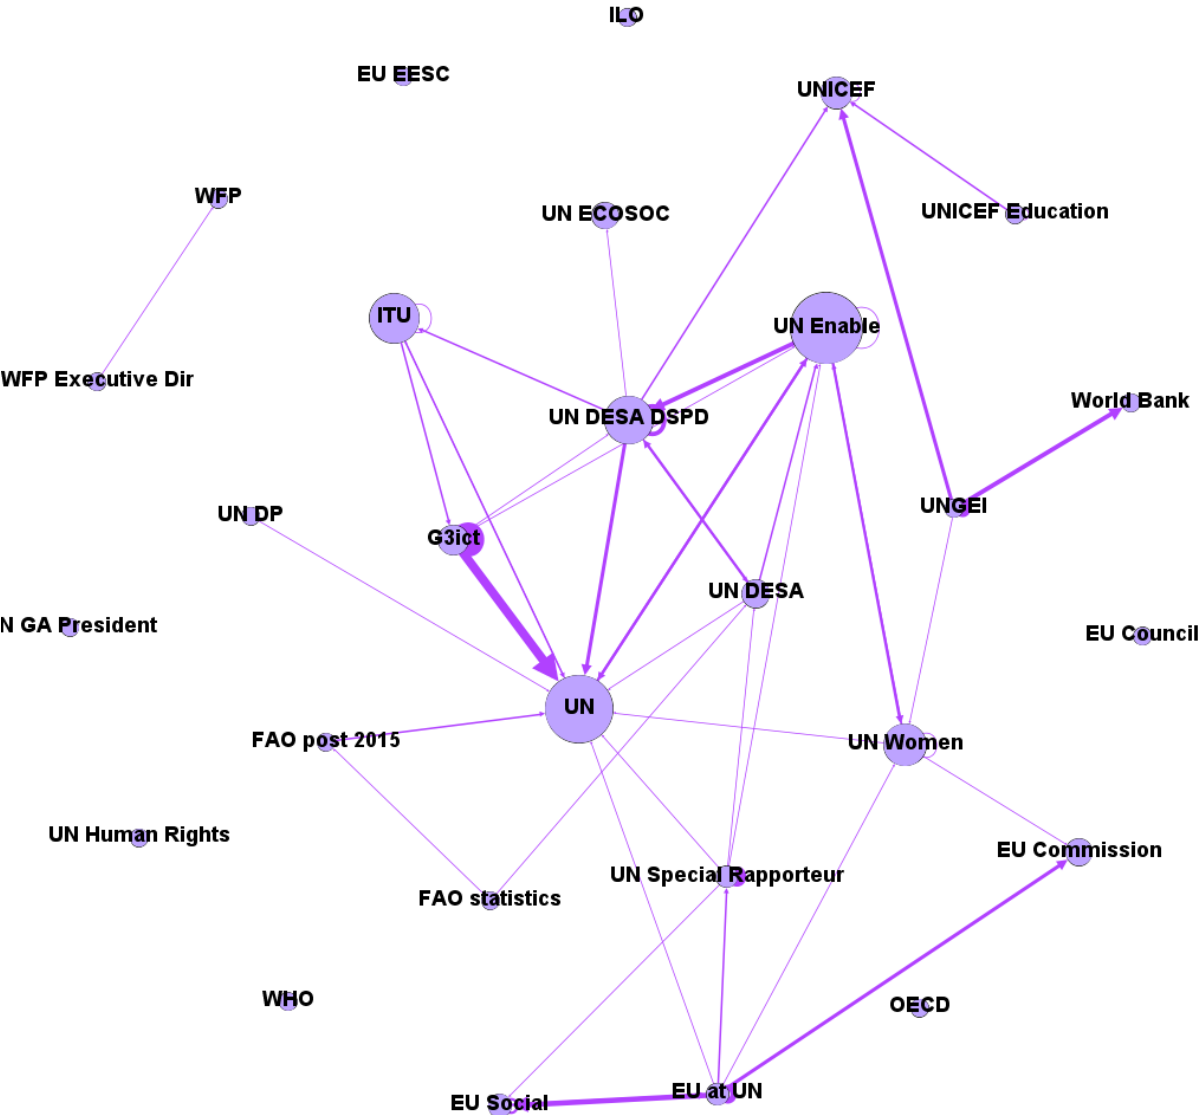 ILO
EU EESC
UNICEF
WFP
UN ECOSOC
UNICEF Education
ITU
UN Enable
WFP Executive Dir
World Bank
UN DESA DSPD
UNGEI
UN DP
G3ict
UN DESA
N GA President
EU Council
UN
FAO post 2015
UN Women
UN Human Rights
EU Commission
UN Special Rapporteur
FAO statistics
WHO
OECD
EU at UN
EU Social